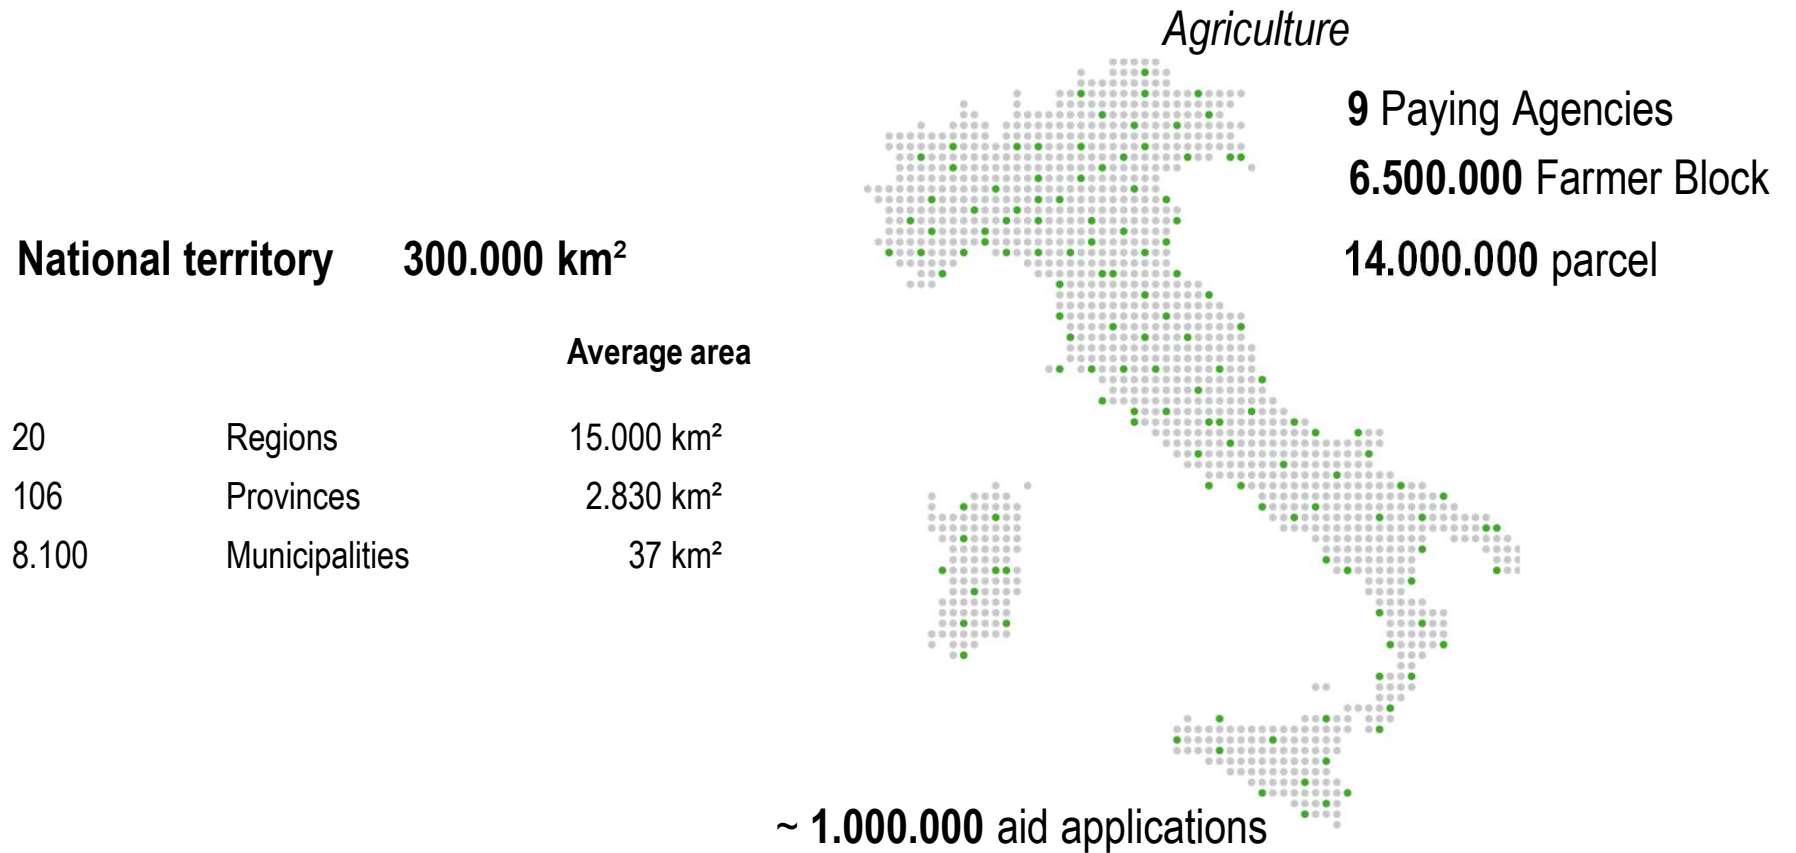 Agriculture
9 Paying Agencies
6.500.000 Farmer Block
14.000.000 parcel
National territory 300.000 km²
Average area
20 Regions 15.000 km²
106 Provinces 2.830 km²
8.100 Municipalities 37 km²
~ 1.000.000 aid applications